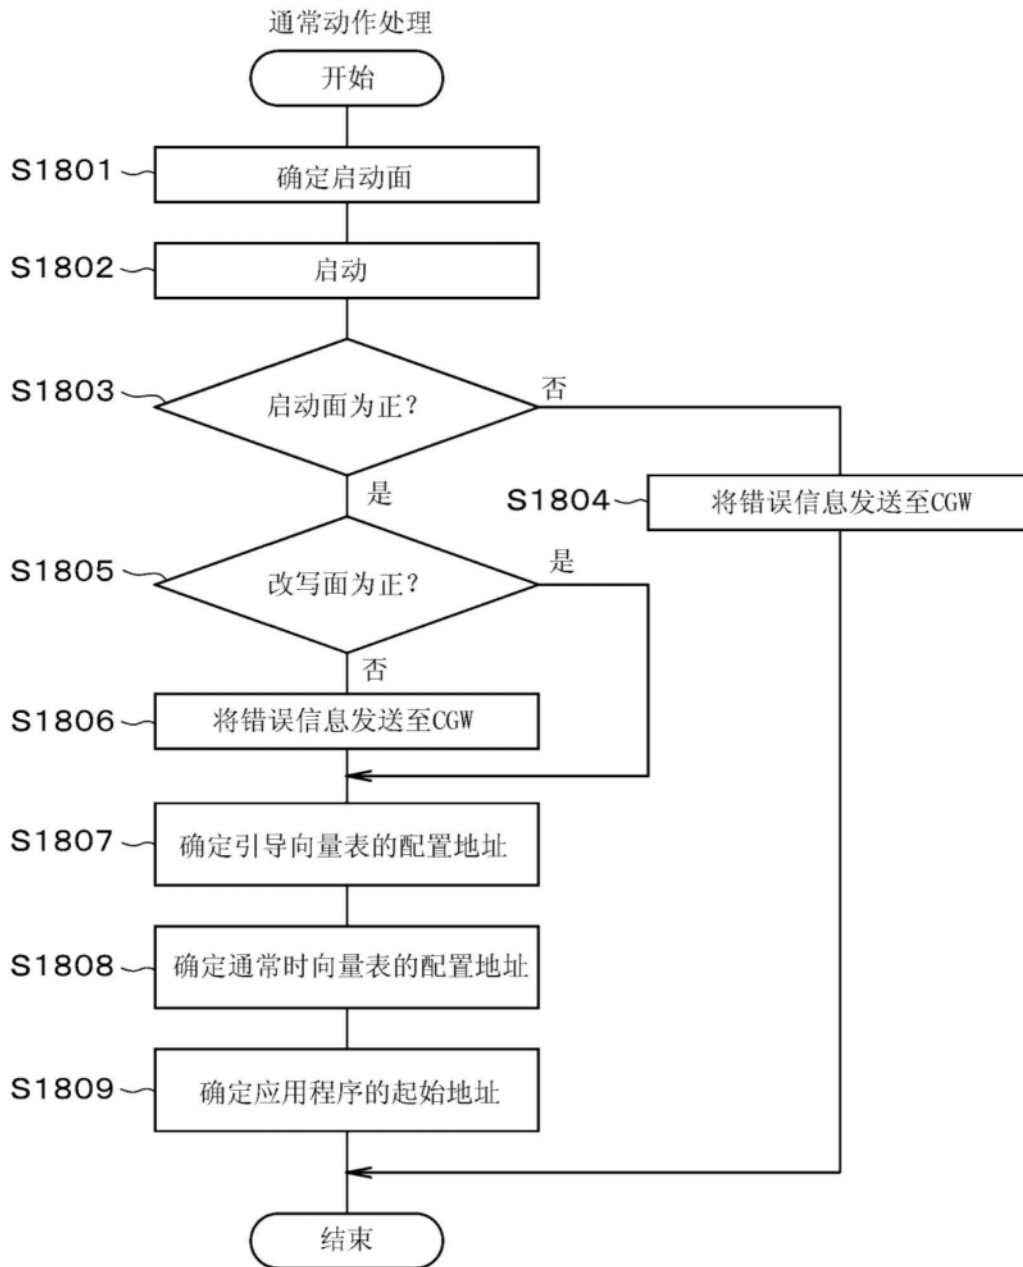 通常动作处理
开始
S1801
确定启动面
S1802
启动
S1803
启动面为正?
否
是
S1804
将错误信息发送至CGW
S1805
改写面为正?
是
否
S1806
将错误信息发送至CGW
S1807
确定引导向量表的配置地址
S1808
确定通常时向量表的配置地址
S1809
确定应用程序的起始地址
结束